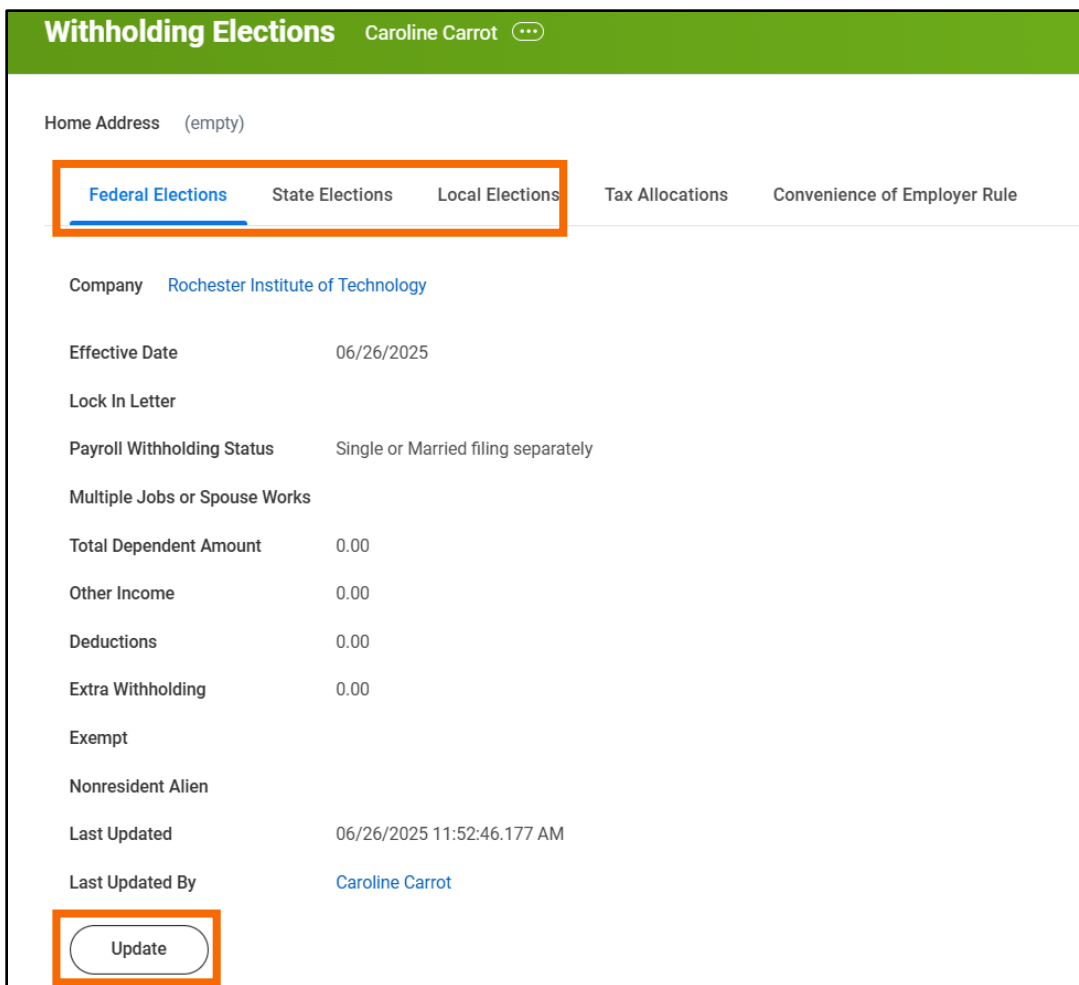 Withholding Elections Caroline Carrot
Home Address (empty)
Federal Elections State Elections Local Elections Tax Allocations Convenience of Employer Rule
Company Rochester Institute of Technology
Effective Date 06/26/2025
Lock In Letter
Payroll Withholding Status Single or Married filing separately
Multiple Jobs or Spouse Works
Total Dependent Amount 0.00
Other Income 0.00
Deductions 0.00
Extra Withholding 0.00
Exempt
Nonresident Alien
Last Updated 06/26/2025 11:52:46.177 AM
Last Updated By Caroline Carrot
Update